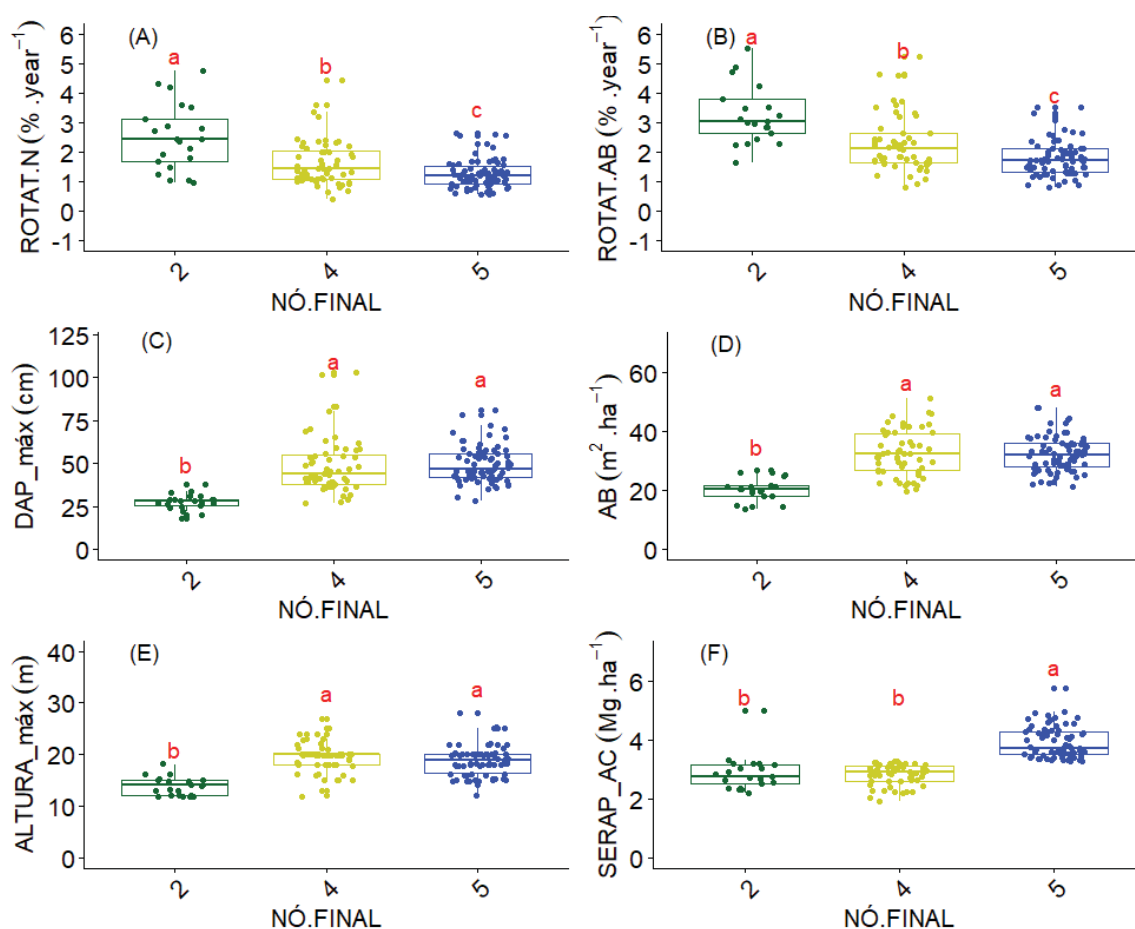 (A)
ROTAT.N (% .year⁻¹)
6
5
4
3
2
1
0
-1
a
b
c
2
4
5
NÓ.FINAL
(B)
ROTAT.AB (% .year⁻¹)
6
5
4
3
2
1
0
-1
a
b
c
2
4
5
NÓ.FINAL
(C)
DAP_máx (cm)
125
100
75
50
25
0
b
a
a
2
4
5
NÓ.FINAL
(D)
AB (m² .ha⁻¹)
60
40
20
0
b
a
a
2
4
5
NÓ.FINAL
(E)
ALTURA_máx (m)
40
30
20
10
0
b
a
a
2
4
5
NÓ.FINAL
(F)
SERAP_AC (Mg.ha⁻¹)
6
4
2
0
b
b
a
2
4
5
NÓ.FINAL